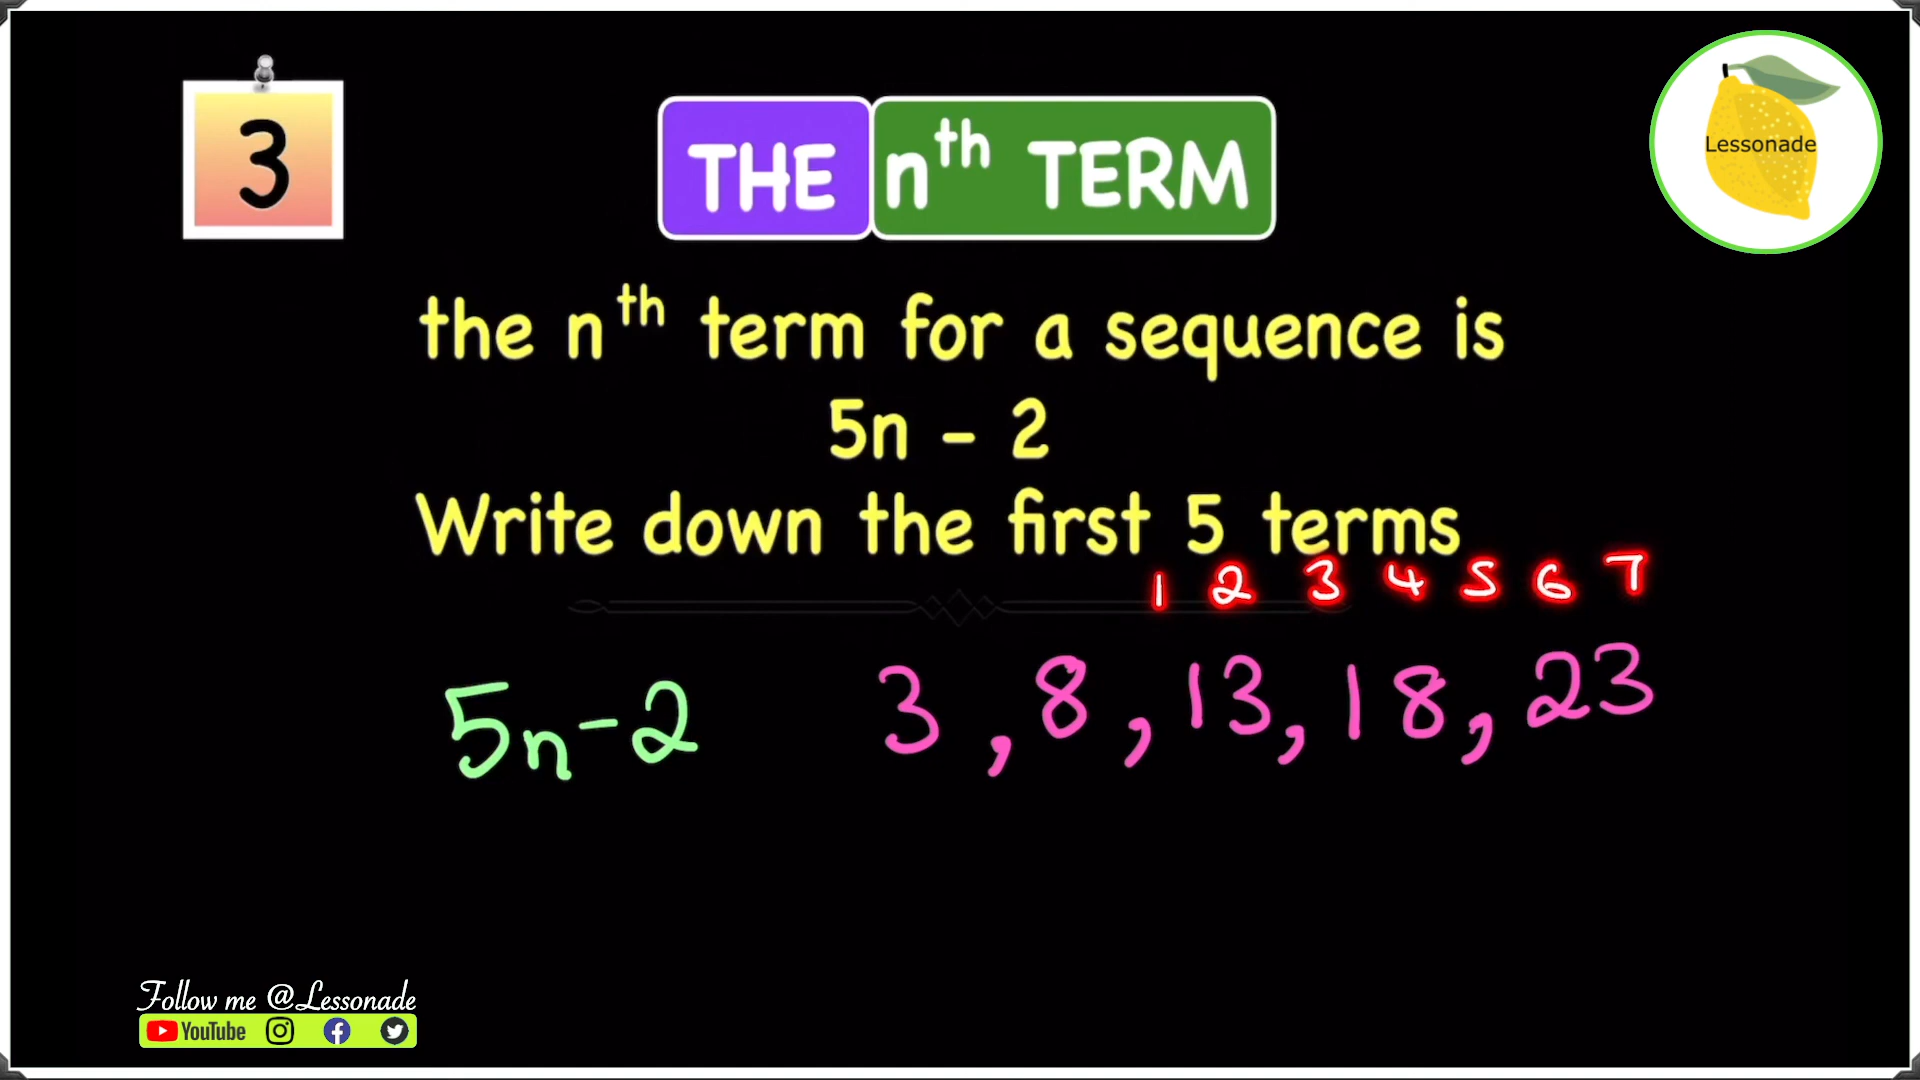 3
THE nth TERM
Lessonade
the nth term for a sequence is
5n - 2
Write down the first 5 terms
1 2 3 4 5 6 7
5n-2 3, 8, 13, 18, 23
Follow me @Lessonade
YouTube